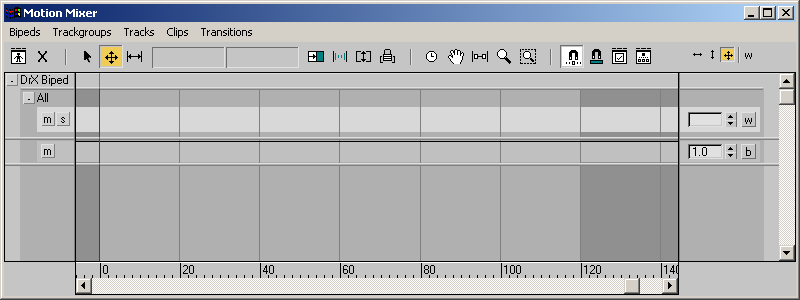 Motion Mixer
Bipeds Trackgroups Tracks Clips Transitions
w
DrX Biped
All
m s w
m 1.0 b
0 20 40 60 80 100 120 140